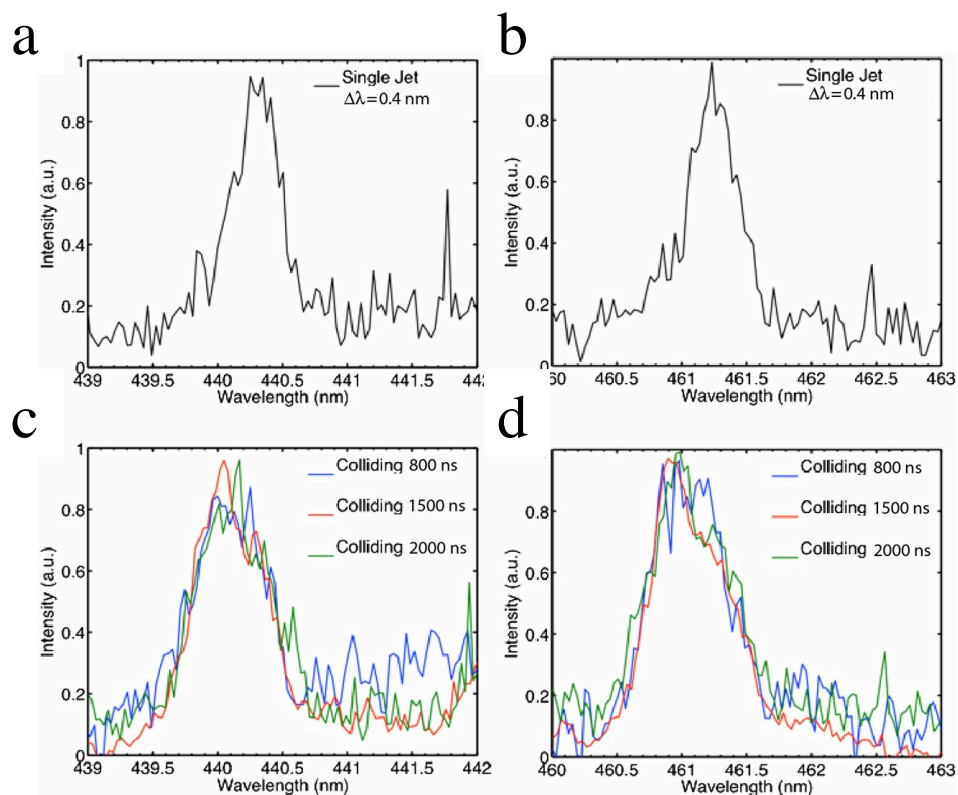 a
b
1
0.8
0.6
0.4
0.2
0
Intensity (a.u.)
Single Jet
Δλ=0.4 nm
439
439.5
440
440.5
441
441.5
442
Wavelength (nm)
1
0.8
0.6
0.4
0.2
0
Intensity (a.u.)
Single Jet
Δλ=0.4 nm
60
460.5
461
461.5
462
462.5
463
Wavelength (nm)
c
d
1
0.8
0.6
0.4
0.2
0
Intensity (a.u.)
Colliding 800 ns
Colliding 1500 ns
Colliding 2000 ns
439
439.5
440
440.5
441
441.5
442
Wavelength (nm)
1
0.8
0.6
0.4
0.2
0
Intensity (a.u.)
Colliding 800 ns
Colliding 1500 ns
Colliding 2000 ns
460
460.5
461
461.5
462
462.5
463
Wavelength (nm)